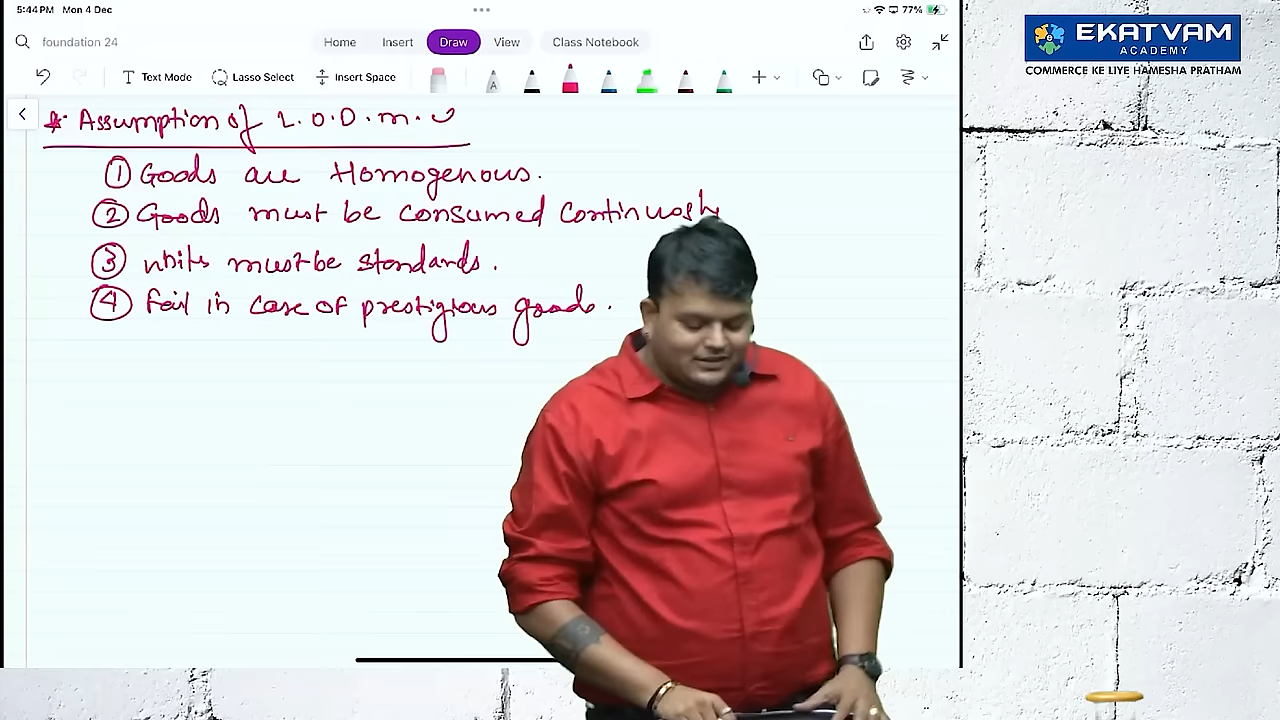 5:44 PM Mon 4 Dec
77%
foundation 24
Home Insert Draw View Class Notebook
Text Mode Lasso Select Insert Space
* Assumption of L.O.D.M.U
① Goods are Homogenous.
② Goods must be consumed continuosly
③ units must be standards.
④ fail in case of prestigious goods.
EKATVAM
ACADEMY
COMMERCE KE LIYE HAMESHA PRATHAM